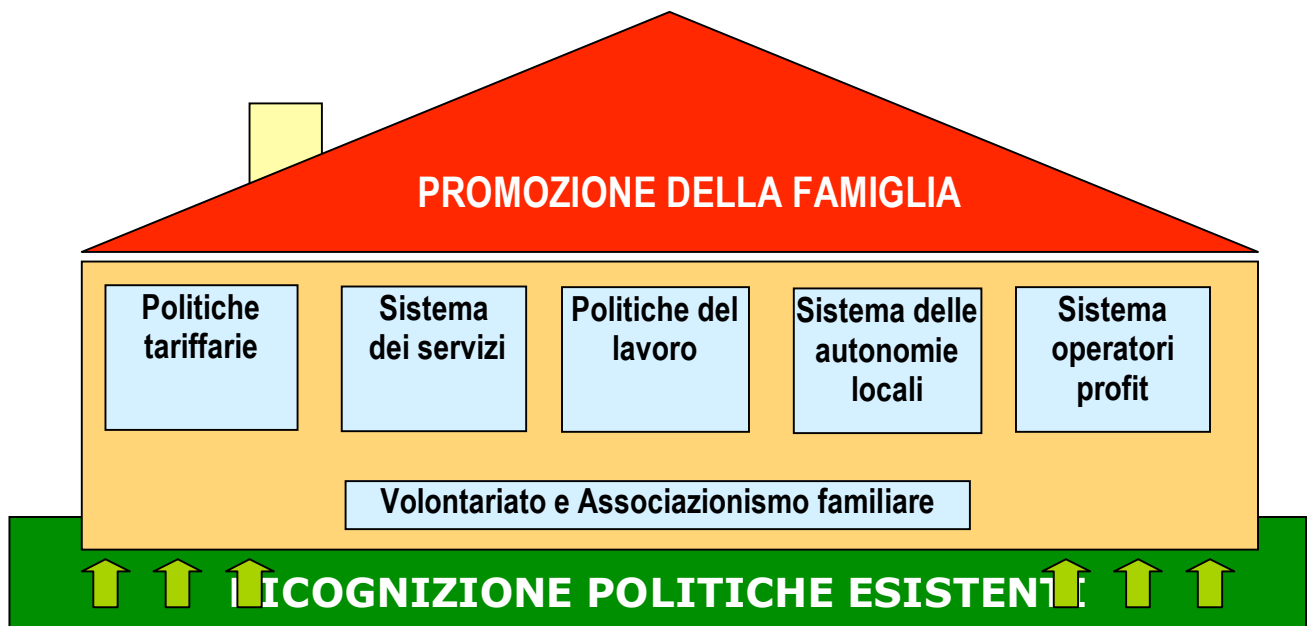 PROMOZIONE DELLA FAMIGLIA
Politiche
tariffarie
Sistema
dei servizi
Politiche del
lavoro
Sistema delle
autonomie
locali
Sistema
operatori
profit
Volontariato e Associazionismo familiare
RICOGNIZIONE POLITICHE ESISTENTI